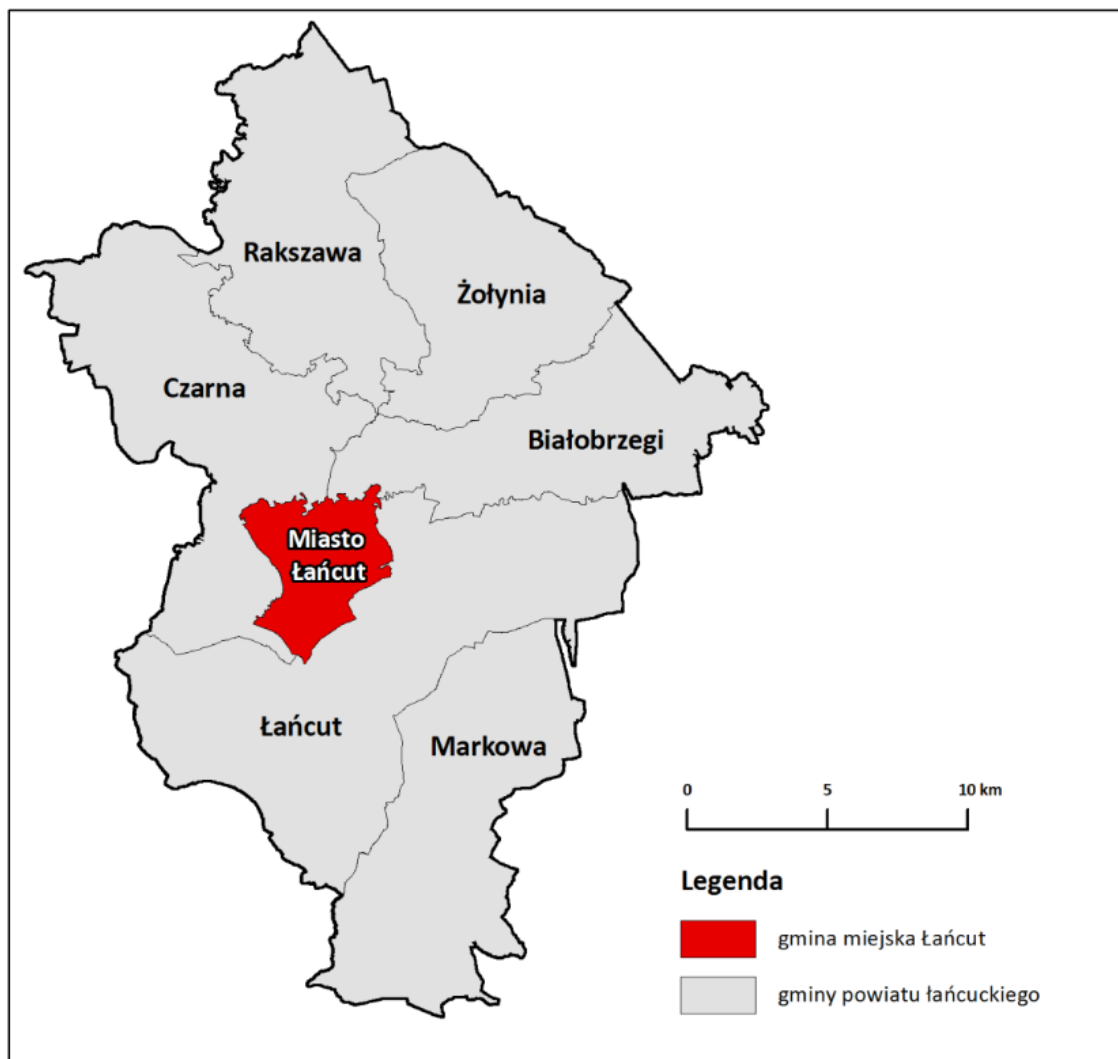 Rakszawa
Żołynia
Czarna
Białobrzegi
Miasto
Łańcut
Łańcut
Markowa
0 5 10 km
Legenda
gmina miejska Łańcut
gminy powiatu łańcuckiego